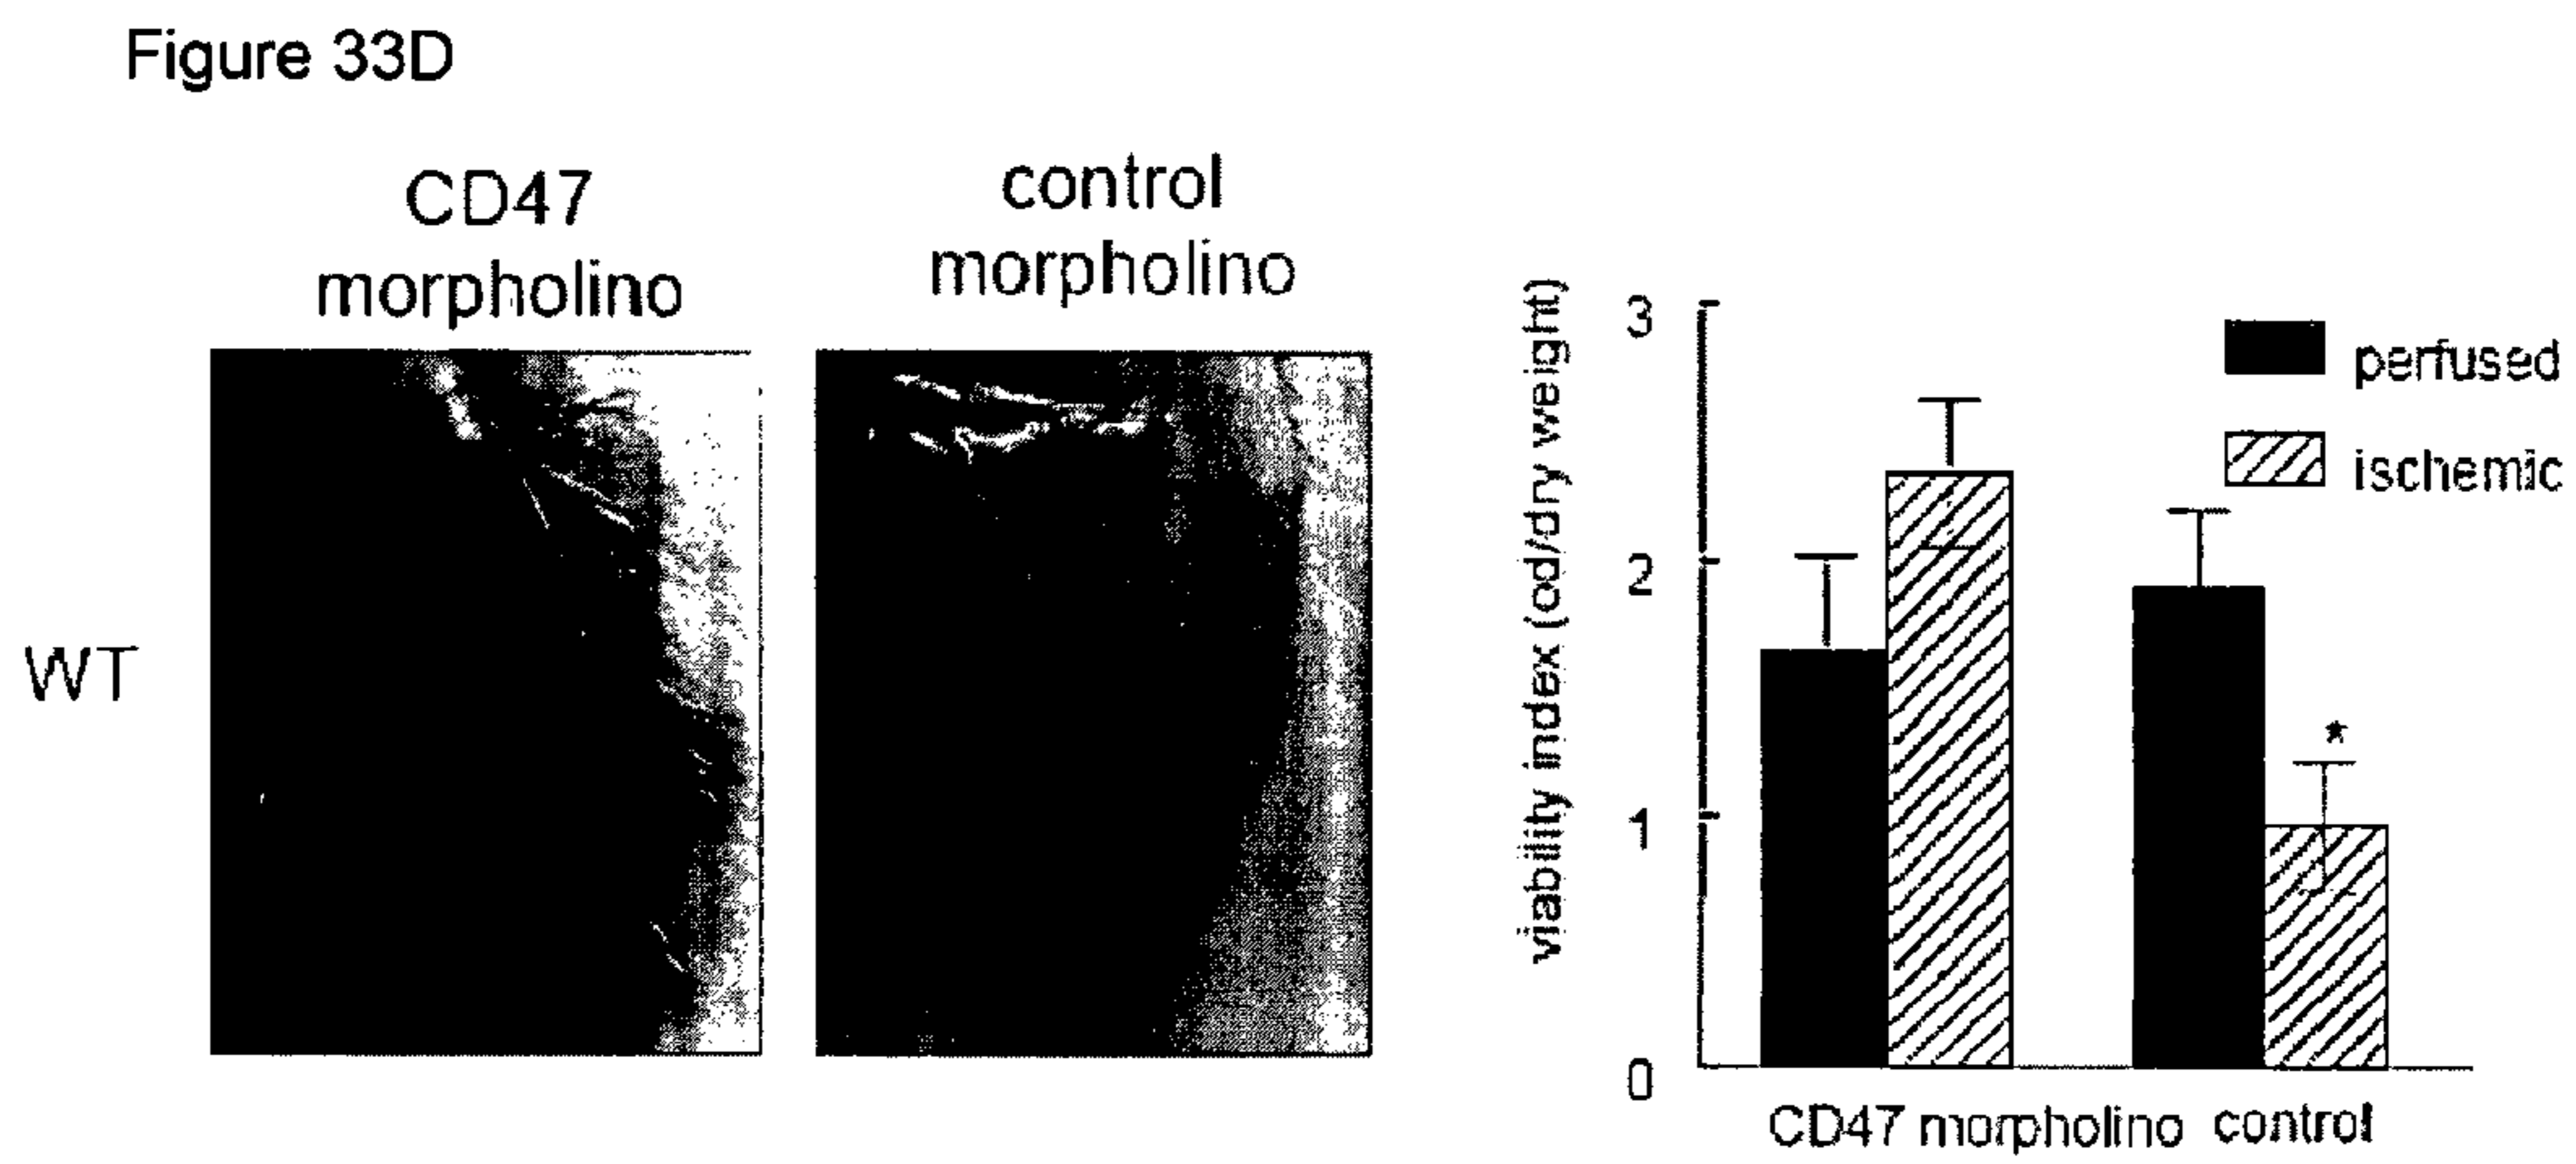 Figure 33D
CD47
morpholino
control
morpholino
WT
viability index (od/dry weight)
3
2
1
0
perfused
ischemic
*
CD47 morpholino control